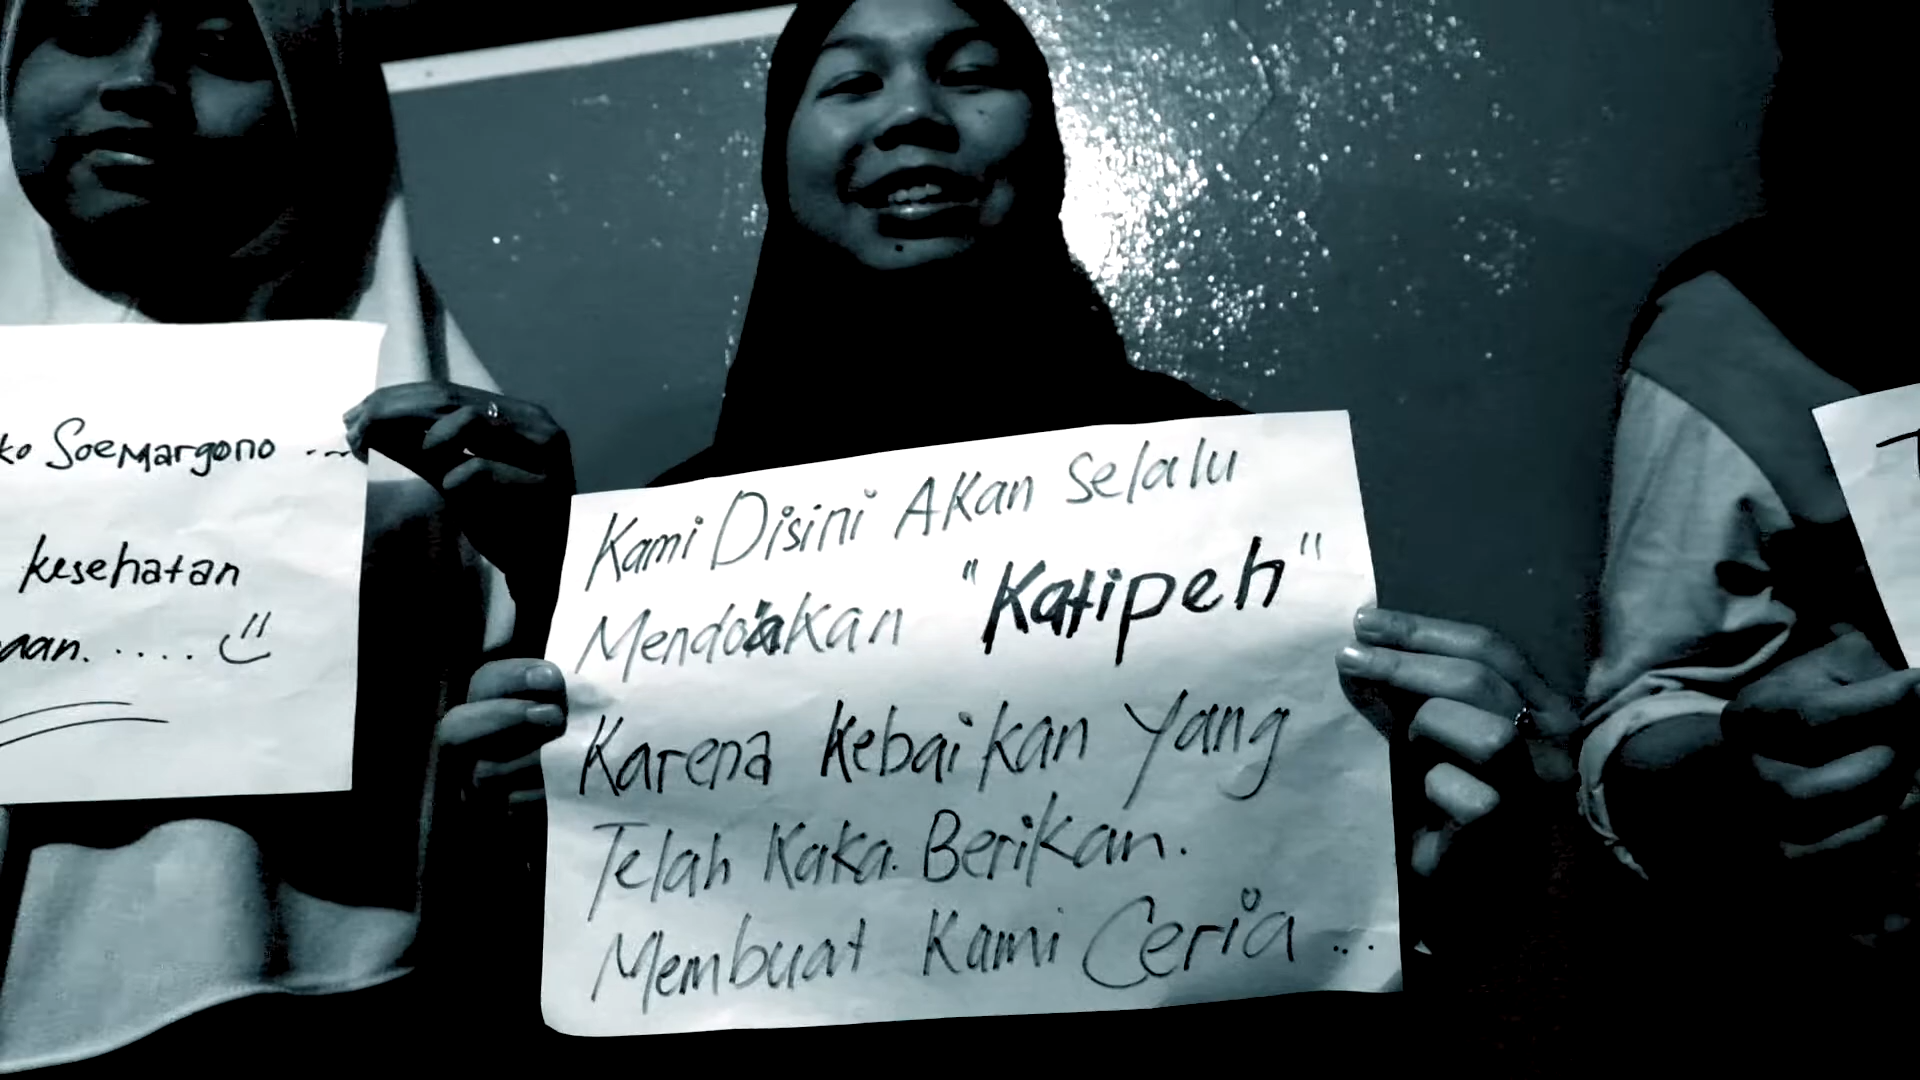 ko Soemargono ...
kesehatan
aan. .....
Kami Disini Akan Selalu
Mendoakan "Katipeh"
Karena Kebaikan Yang
Telah Kaka. Berikan.
Membuat Kami Ceria ...